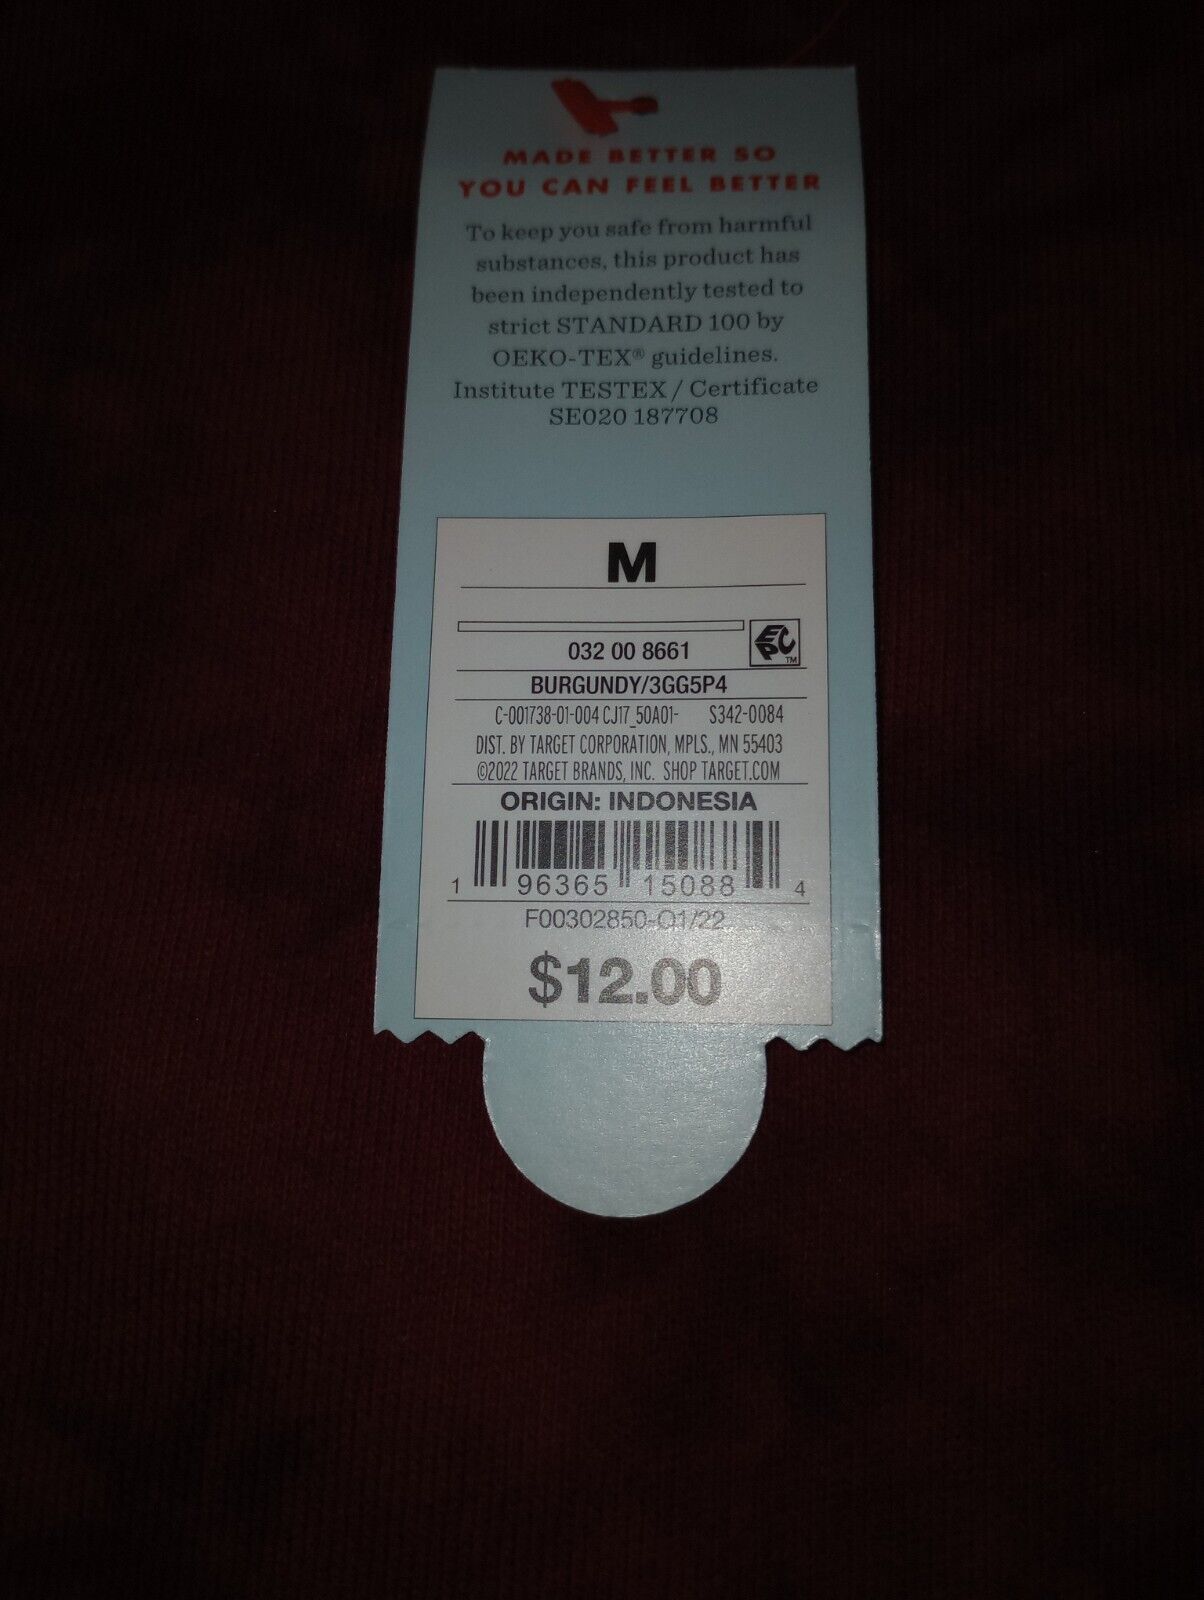 MADE BETTER SO
YOU CAN FEEL BETTER
To keep you safe from harmful
substances, this product has
been independently tested to
strict STANDARD 100 by
OEKO-TEX® guidelines.
Institute TESTEX / Certificate
SE020 187708
M
032 00 8661
EPC™
BURGUNDY/3GG5P4
C-001738-01-004 CJ17_50A01- S342-0084
DIST. BY TARGET CORPORATION, MPLS., MN 55403
©2022 TARGET BRANDS, INC. SHOP TARGET.COM
ORIGIN: INDONESIA
1 96365 15088 4
F00302850-Q1/22
$12.00